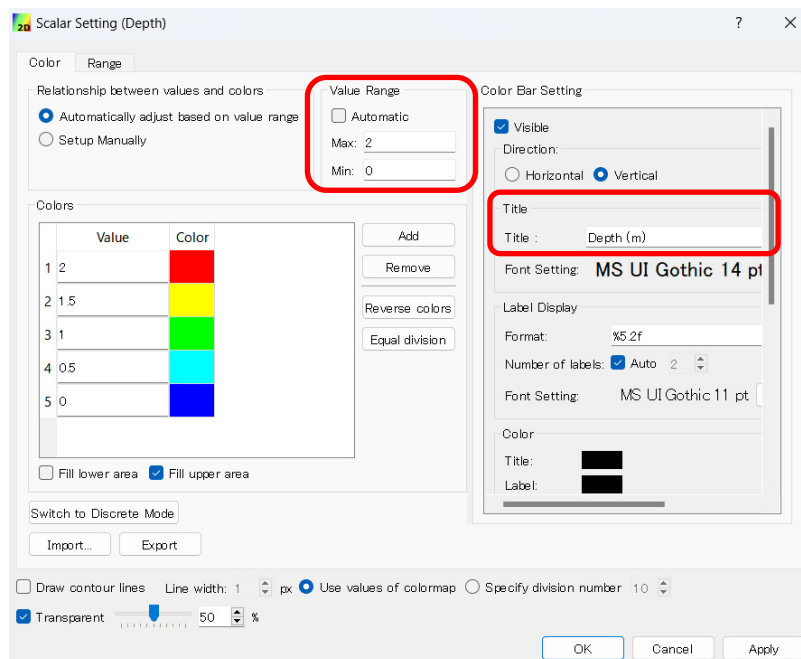 2D Scalar Setting (Depth) ? ×
Color Range
Relationship between values and colors
Automatically adjust based on value range
Setup Manually
Value Range
Automatic
Max: 2
Min: 0
Colors
Value Color
1 2
2 1.5
3 1
4 0.5
5 0
Add
Remove
Reverse colors
Equal division
Fill lower area Fill upper area
Switch to Discrete Mode
Import... Export
Color Bar Setting
Visible
Direction:
Horizontal Vertical
Title
Title : Depth (m)
Font Setting: MS UI Gothic 14 pt
Label Display
Format: %5.2f
Number of labels: Auto 2
Font Setting: MS UI Gothic 11 pt
Color
Title:
Label:
Draw contour lines Line width: 1 px Use values of colormap Specify division number 10
Transparent 50 %
OK Cancel Apply